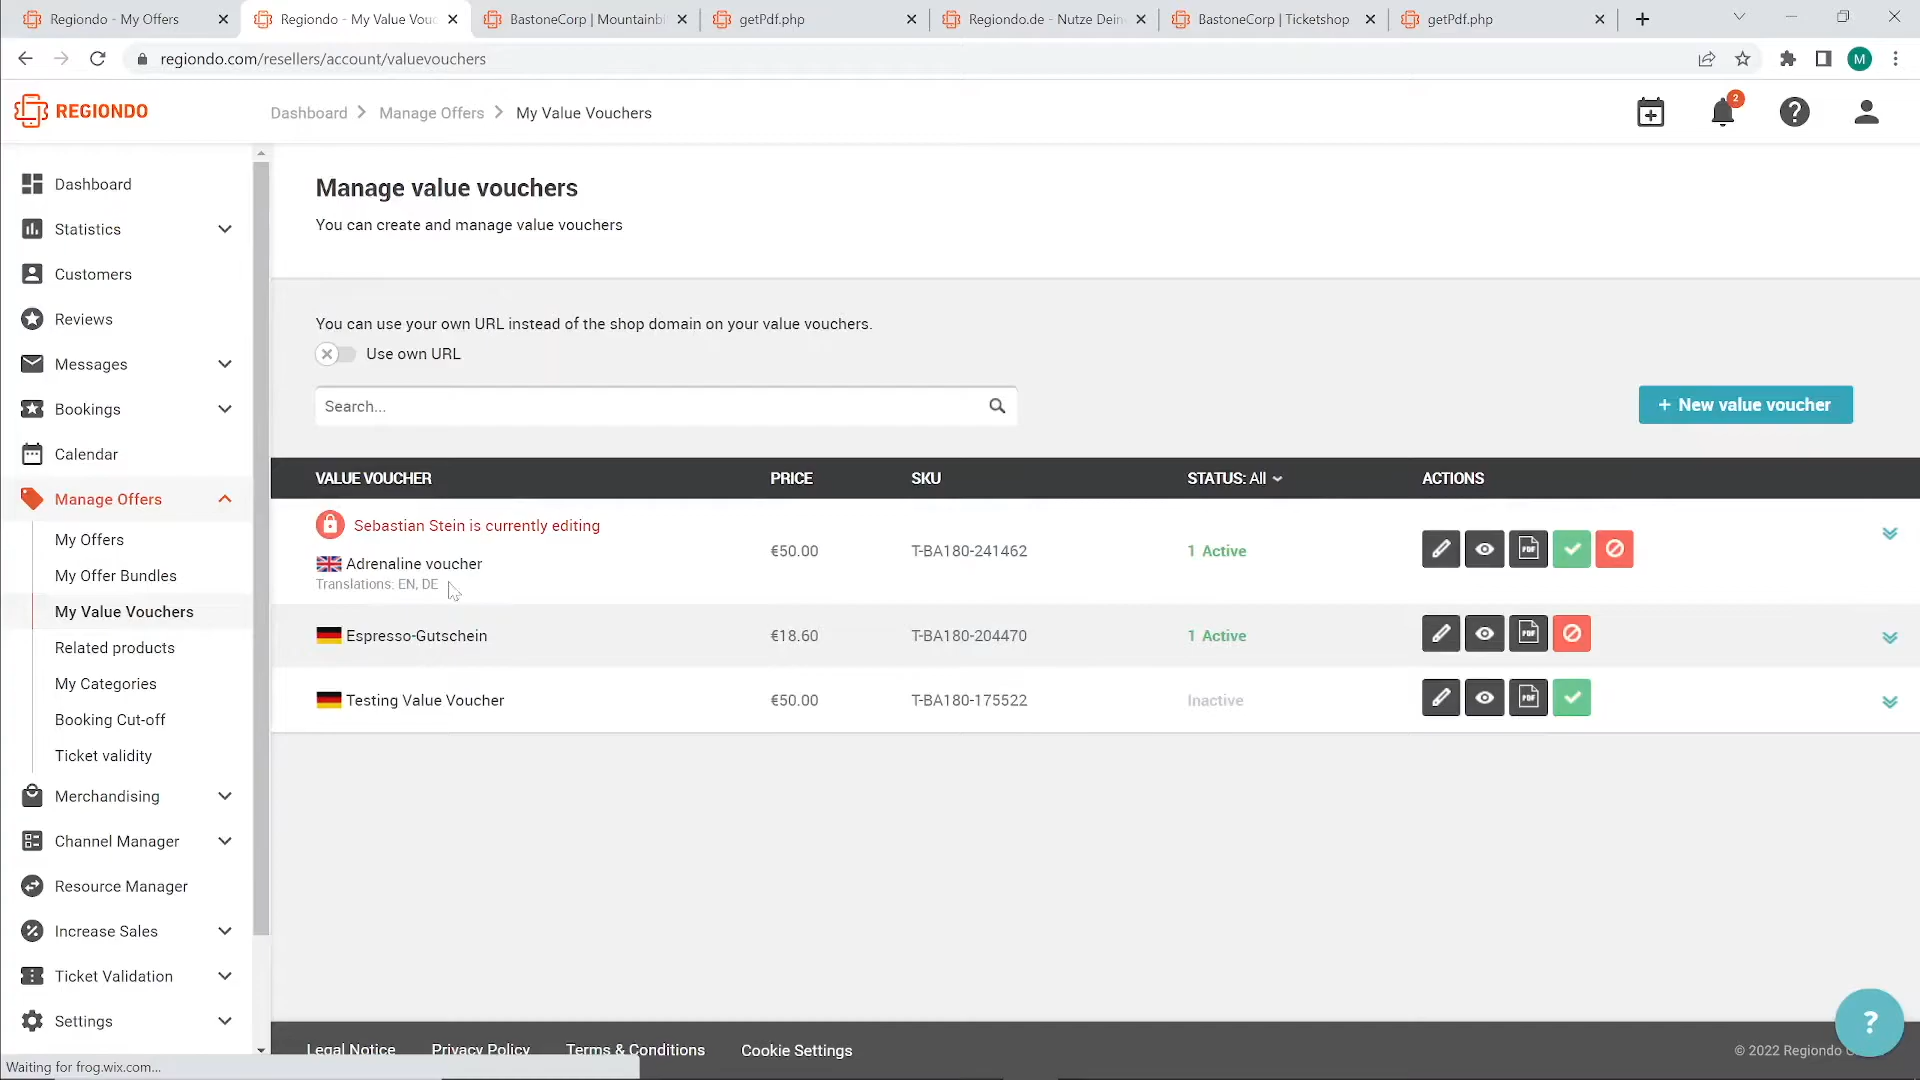 Regiondo - My Offers
Regiondo - My Value Vouc
BastoneCorp | Mountainbi
getPdf.php
Regiondo.de - Nutze Dein
BastoneCorp | Ticketshop
getPdf.php
regiondo.com/resellers/account/valuevouchers
M
REGIONDO
Dashboard
Manage Offers
My Value Vouchers
2
Dashboard
Statistics
Customers
Reviews
Messages
Bookings
Calendar
Manage Offers
My Offers
My Offer Bundles
My Value Vouchers
Related products
My Categories
Booking Cut-off
Ticket validity
Merchandising
Channel Manager
Resource Manager
Increase Sales
Ticket Validation
Settings
Manage value vouchers
You can create and manage value vouchers
You can use your own URL instead of the shop domain on your value vouchers.
Use own URL
Search...
+ New value voucher
VALUE VOUCHER PRICE SKU STATUS: All ACTIONS
Sebastian Stein is currently editing
Adrenaline voucher
Translations: EN, DE
€50.00 T-BA180-241462 1 Active PDF
Espresso-Gutschein €18.60 T-BA180-204470 1 Active PDF
Testing Value Voucher €50.00 T-BA180-175522 Inactive PDF
Legal Notice Privacy Policy Terms & Conditions Cookie Settings
© 2022 Regiondo
?
Waiting for frog.wix.com...